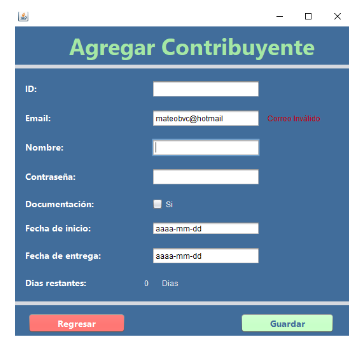 Agregar Contribuyente
ID:
Email: mateobvc@hotmail Correo Invalido
Nombre:
Contraseña:
Documentación: Si
Fecha de inicio: aaaa-mm-dd
Fecha de entrega: aaaa-mm-dd
Dias restantes: 0 Dias
Regresar Guardar